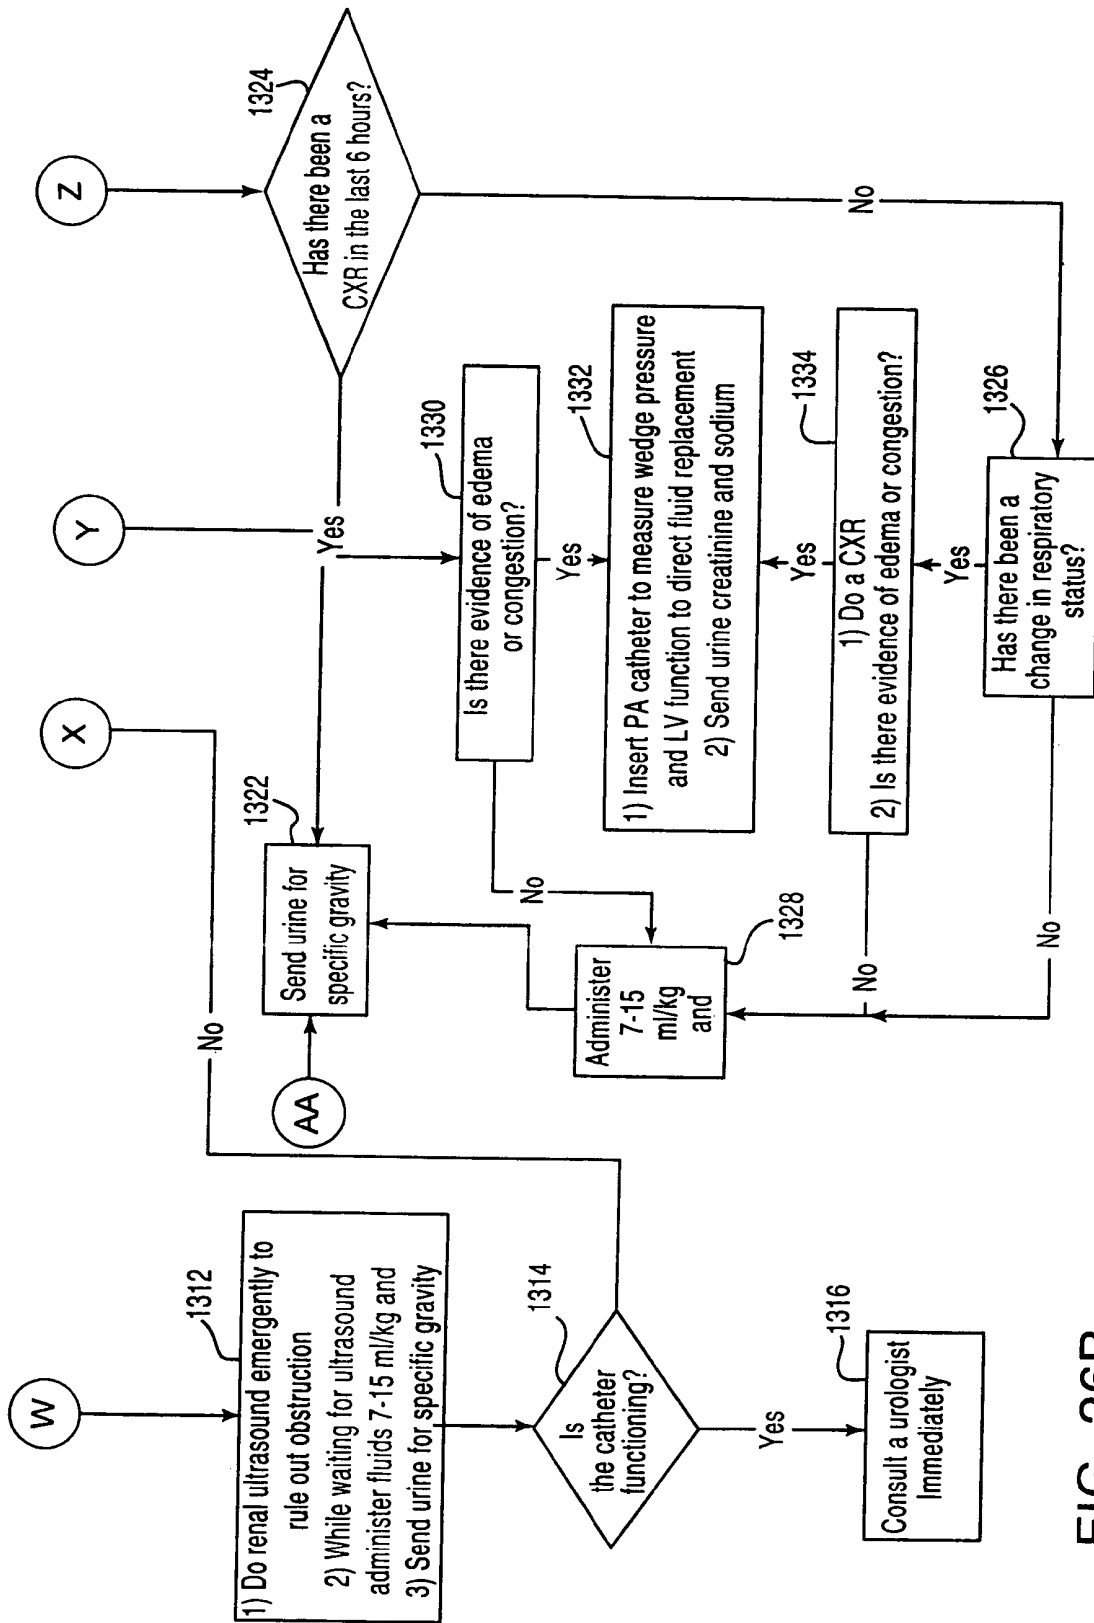 W
X
Y
Z
1312
1) Do renal ultrasound emergently to
rule out obstruction
2) While waiting for ultrasound
administer fluids 7-15 ml/kg and
3) Send urine for specific gravity
1314
Is
the catheter
functioning?
No
Yes
1316
Consult a urologist
Immediately
AA
1322
Send urine for
specific gravity
1324
Has there been a
CXR in the last 6 hours?
Yes
No
1330
Is there evidence of edema
or congestion?
No
Yes
1332
1) Insert PA catheter to measure wedge pressure
and LV function to direct fluid replacement
2) Send urine creatinine and sodium
Yes
1334
1) Do a CXR
2) Is there evidence of edema or congestion?
Yes
No
1328
Administer
7-15
ml/kg
and
1326
Has there been a
change in respiratory
status?
No